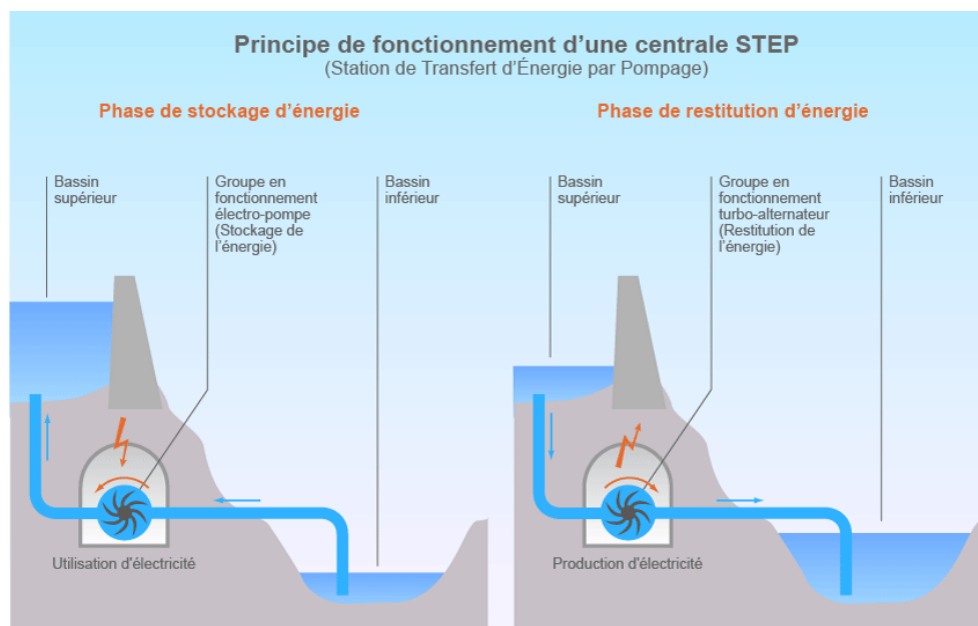 Principe de fonctionnement d’une centrale STEP
(Station de Transfert d’Énergie par Pompage)
Phase de stockage d’énergie
Bassin
supérieur
Groupe en
fonctionnement
électro-pompe
(Stockage de
l’énergie)
Bassin
inférieur
Utilisation d'électricité
Phase de restitution d’énergie
Bassin
supérieur
Groupe en
fonctionnement
turbo-alternateur
(Restitution de
l’énergie)
Bassin
inférieur
Production d'électricité